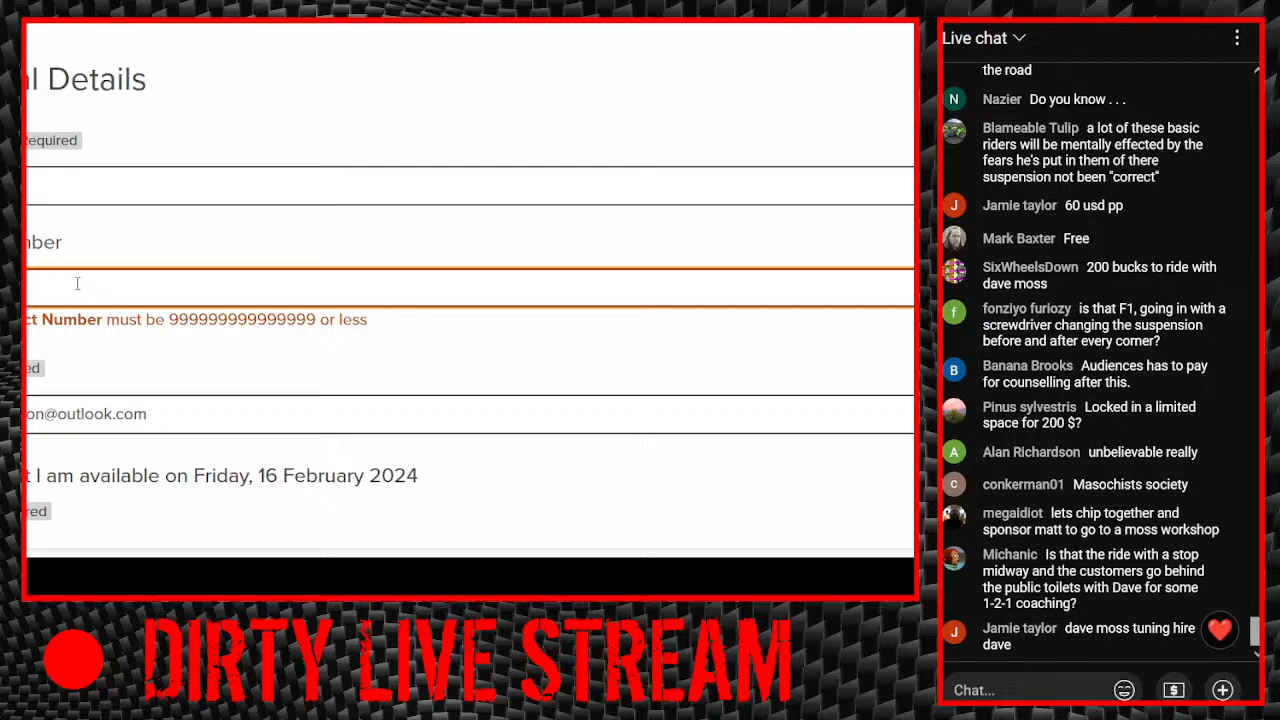 l Details
equired
nber
ct Number must be 999999999999999 or less
ed
on@outlook.com
t I am available on Friday, 16 February 2024
red
DIRTY LIVE STREAM
Live chat
the road
N Nazier Do you know . . .
Blameable Tulip a lot of these basic
riders will be mentally effected by the
fears he's put in them of there
suspension not been "correct"
J Jamie taylor 60 usd pp
Mark Baxter Free
SixWheelsDown 200 bucks to ride with
dave moss
f fonziyo furiozy is that F1, going in with a
screwdriver changing the suspension
before and after every corner?
B Banana Brooks Audiences has to pay
for counselling after this.
Pinus sylvestris Locked in a limited
space for 200 $?
A Alan Richardson unbelievable really
c conkerman01 Masochists society
megaidiot lets chip together and
sponsor matt to go to a moss workshop
Michanic Is that the ride with a stop
midway and the customers go behind
the public toilets with Dave for some
1-2-1 coaching?
J Jamie taylor dave moss tuning hire
dave
Chat...
$